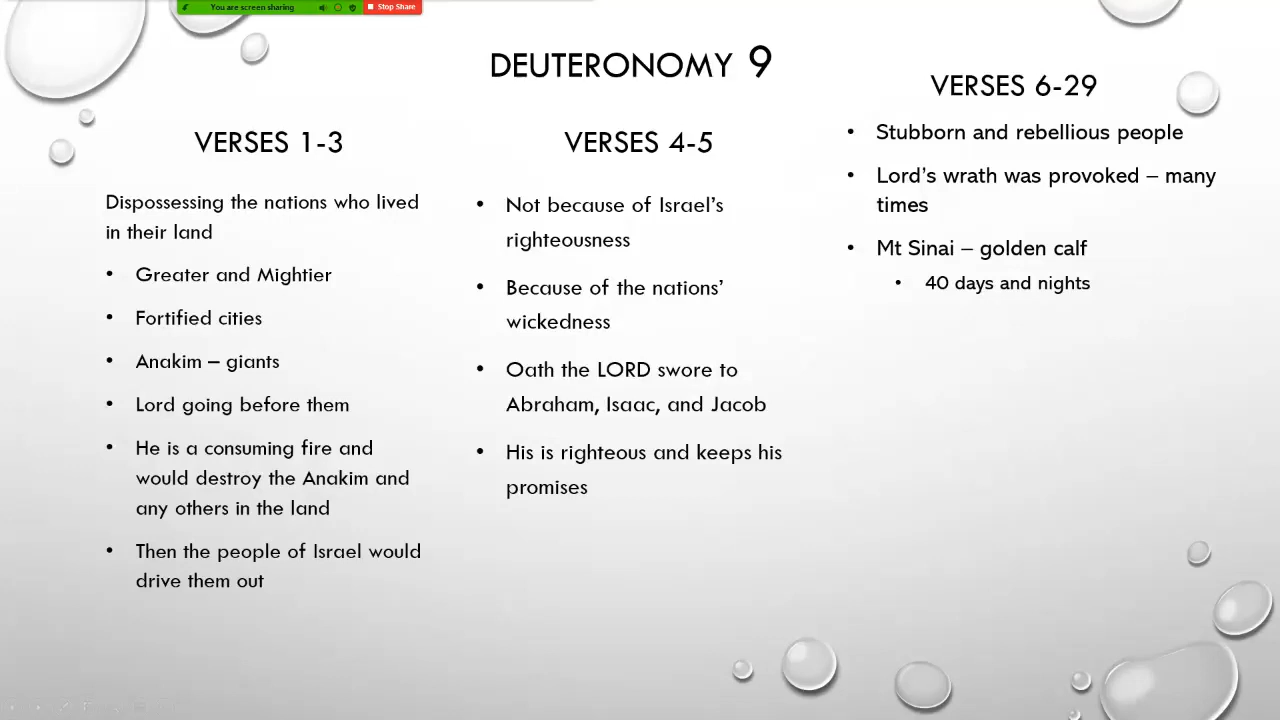 You are screen sharing
Stop Share
DEUTERONOMY 9
VERSES 1-3
Dispossessing the nations who lived
in their land
• Greater and Mightier
• Fortified cities
• Anakim – giants
• Lord going before them
• He is a consuming fire and
would destroy the Anakim and
any others in the land
• Then the people of Israel would
drive them out
VERSES 4-5
• Not because of Israel’s
righteousness
• Because of the nations’
wickedness
• Oath the LORD swore to
Abraham, Isaac, and Jacob
• His is righteous and keeps his
promises
VERSES 6-29
• Stubborn and rebellious people
• Lord’s wrath was provoked – many
times
• Mt Sinai – golden calf
• 40 days and nights